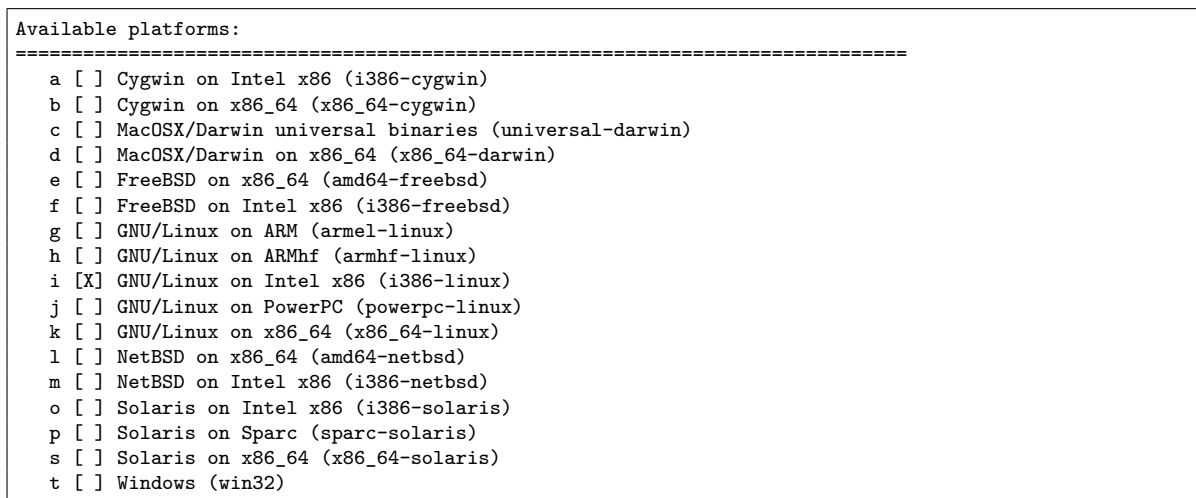 Available platforms:
===============================================================================
a [ ] Cygwin on Intel x86 (i386-cygwin)
b [ ] Cygwin on x86_64 (x86_64-cygwin)
c [ ] MacOSX/Darwin universal binaries (universal-darwin)
d [ ] MacOSX/Darwin on x86_64 (x86_64-darwin)
e [ ] FreeBSD on x86_64 (amd64-freebsd)
f [ ] FreeBSD on Intel x86 (i386-freebsd)
g [ ] GNU/Linux on ARM (armel-linux)
h [ ] GNU/Linux on ARMhf (armhf-linux)
i [X] GNU/Linux on Intel x86 (i386-linux)
j [ ] GNU/Linux on PowerPC (powerpc-linux)
k [ ] GNU/Linux on x86_64 (x86_64-linux)
l [ ] NetBSD on x86_64 (amd64-netbsd)
m [ ] NetBSD on Intel x86 (i386-netbsd)
o [ ] Solaris on Intel x86 (i386-solaris)
p [ ] Solaris on Sparc (sparc-solaris)
s [ ] Solaris on x86_64 (x86_64-solaris)
t [ ] Windows (win32)